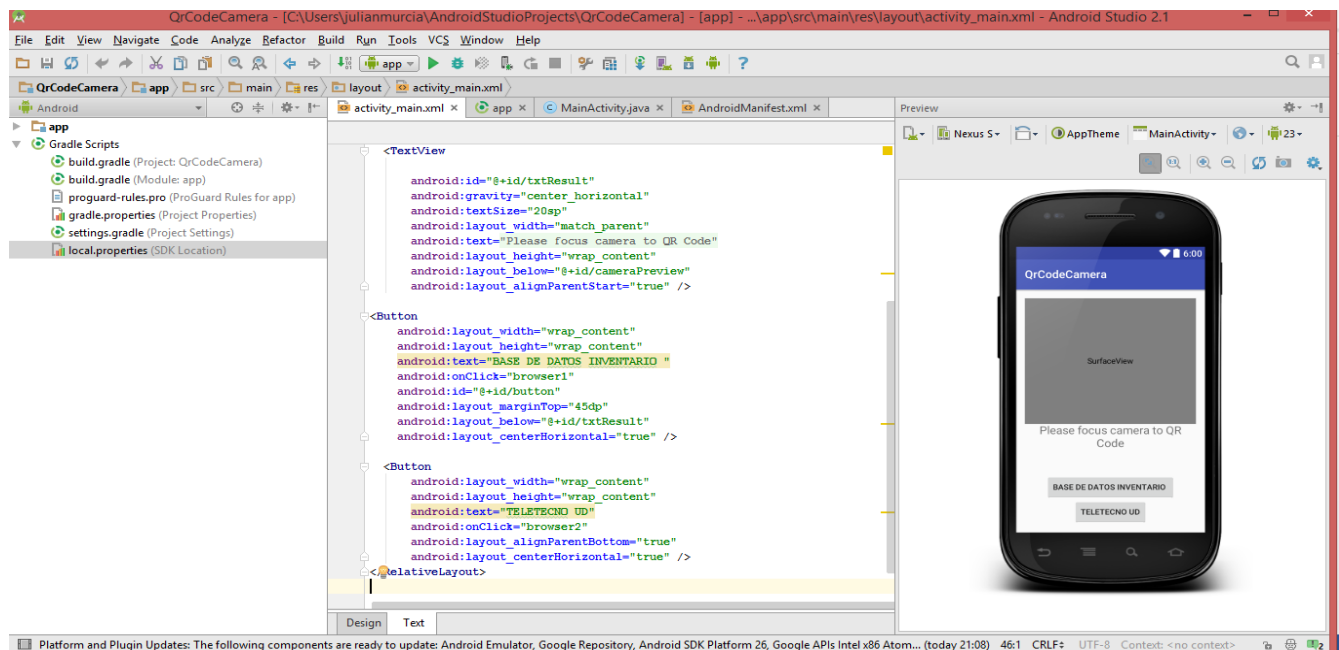 QrCodeCamera - [C:\Users\julianmurcia\AndroidStudioProjects\QrCodeCamera] - [app] - ...\app\src\main\res\layout\activity_main.xml - Android Studio 2.1
File Edit View Navigate Code Analyze Refactor Build Run Tools VCS Window Help
app
QrCodeCamera app src main res layout activity_main.xml
Android
activity_main.xml app MainActivity.java AndroidManifest.xml
Preview
app
Gradle Scripts
build.gradle (Project: QrCodeCamera)
build.gradle (Module: app)
proguard-rules.pro (ProGuard Rules for app)
gradle.properties (Project Properties)
settings.gradle (Project Settings)
local.properties (SDK Location)
<TextView
android:id="@+id/txtResult"
android:gravity="center_horizontal"
android:textSize="20sp"
android:layout_width="match_parent"
android:text="Please focus camera to QR Code"
android:layout_height="wrap_content"
android:layout_below="@+id/cameraPreview"
android:layout_alignParentStart="true" />
<Button
android:layout_width="wrap_content"
android:layout_height="wrap_content"
android:text="BASE DE DATOS INVENTARIO "
android:onClick="browser1"
android:id="@+id/button"
android:layout_marginTop="45dp"
android:layout_below="@+id/txtResult"
android:layout_centerHorizontal="true" />
<Button
android:layout_width="wrap_content"
android:layout_height="wrap_content"
android:text="TELETECNO UD"
android:onClick="browser2"
android:layout_alignParentBottom="true"
android:layout_centerHorizontal="true" />
</RelativeLayout>
Design Text
Nexus S AppTheme MainActivity 23
6:00
QrCodeCamera
SurfaceView
Please focus camera to QR
Code
BASE DE DATOS INVENTARIO
TELETECNO UD
Platform and Plugin Updates: The following components are ready to update: Android Emulator, Google Repository, Android SDK Platform 26, Google APIs Intel x86 Atom... (today 21:08) 46:1 CRLF UTF-8 Context: <no context> 2